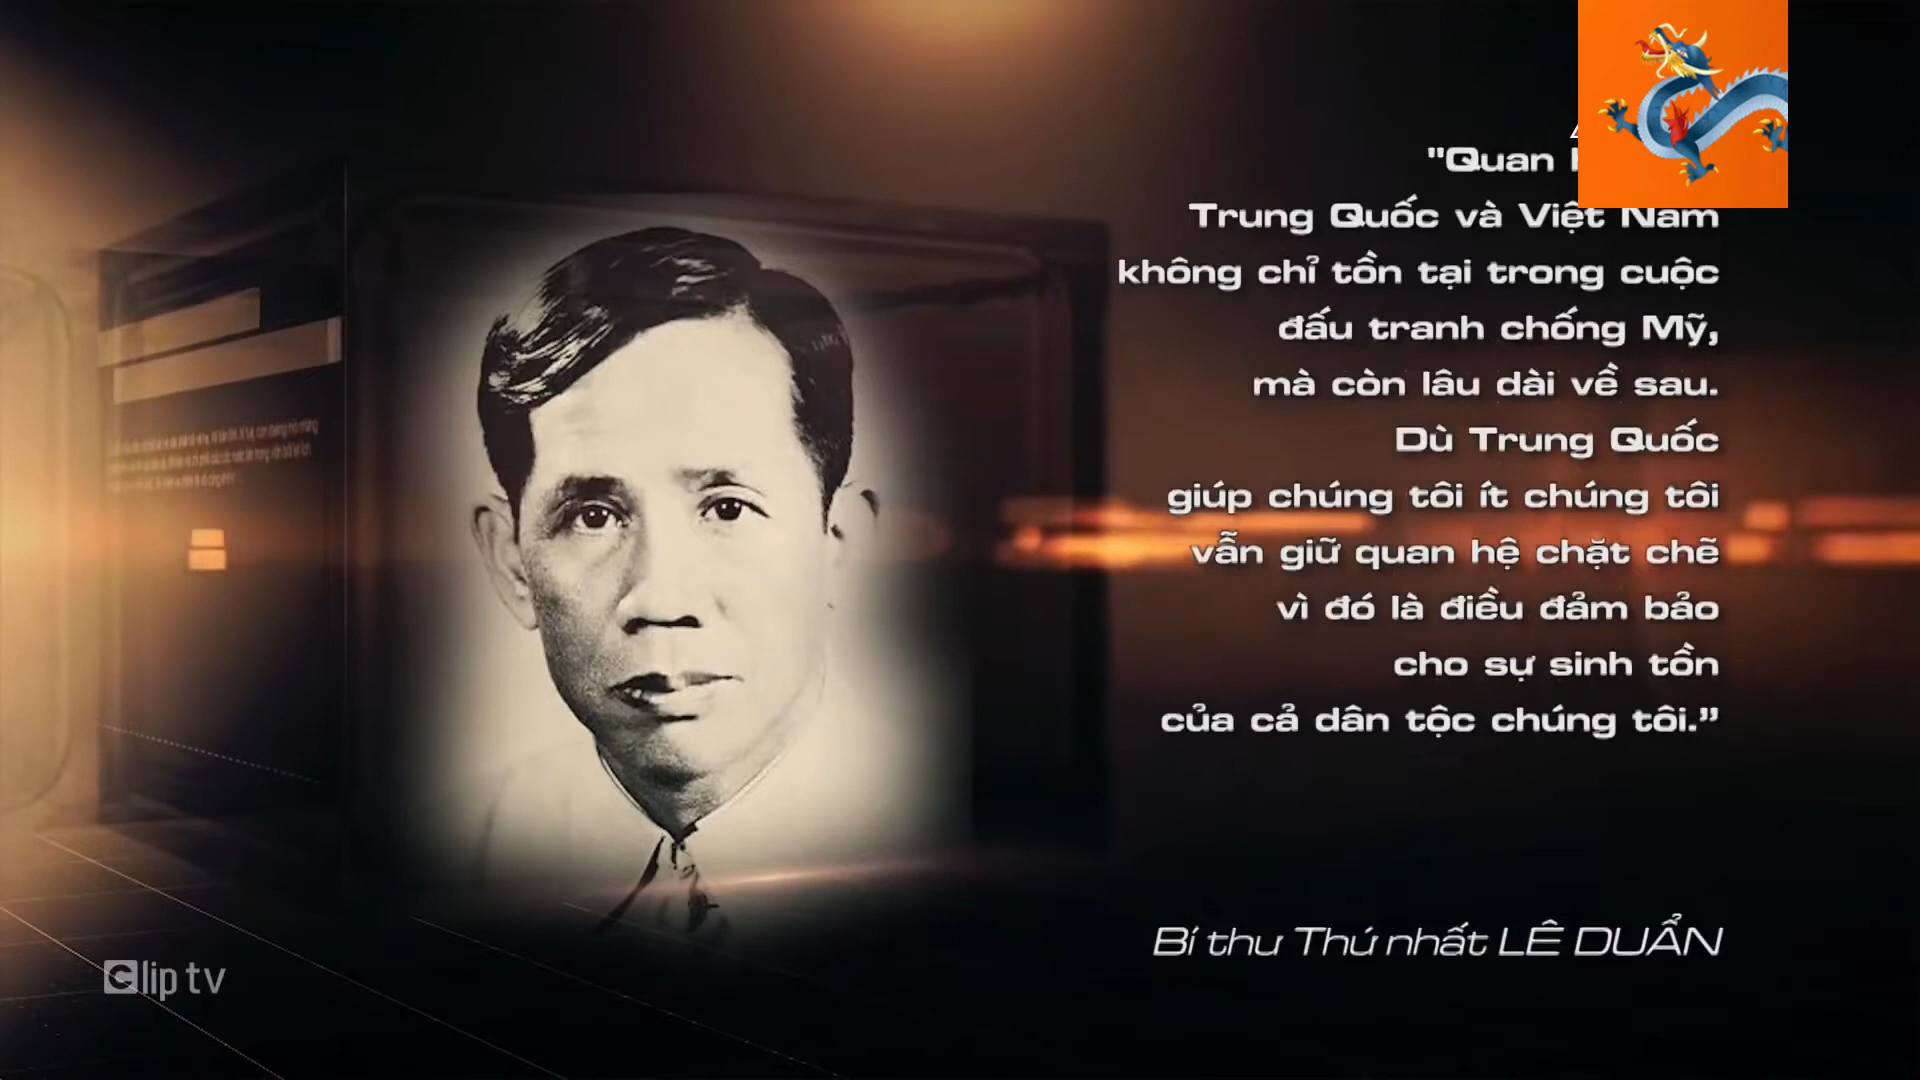 "Quan
Trung Quốc và Việt Nam
không chỉ tồn tại trong cuộc
đấu tranh chống Mỹ,
mà còn lâu dài về sau.
Dù Trung Quốc
giúp chúng tôi ít chúng tôi
vẫn giữ quan hệ chặt chẽ
vì đó là điều đảm bảo
cho sự sinh tồn
của cả dân tộc chúng tôi.”
Bí thư Thứ nhất LÊ DUẨN
Clip tv